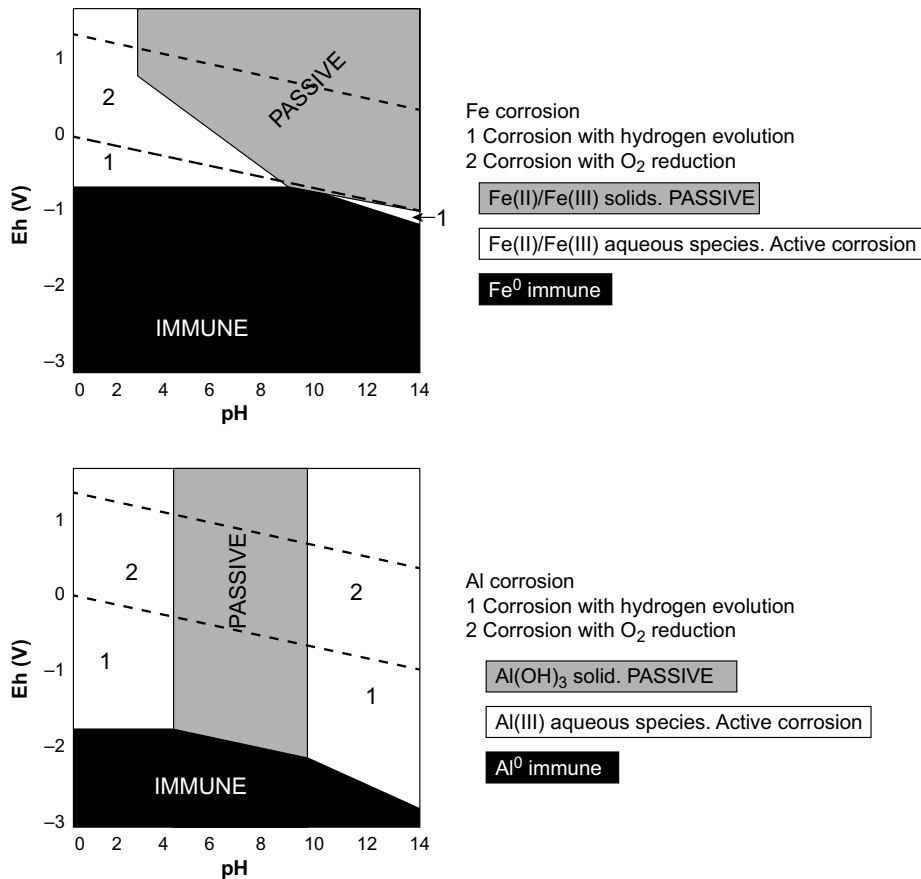 1
0
–1
–2
–3
Eh (V)
2
1
PASSIVE
1
IMMUNE
0 2 4 6 8 10 12 14
pH
Fe corrosion
1 Corrosion with hydrogen evolution
2 Corrosion with O₂ reduction
Fe(II)/Fe(III) solids. PASSIVE
Fe(II)/Fe(III) aqueous species. Active corrosion
Fe⁰ immune
1
0
–1
–2
–3
Eh (V)
2
1
PASSIVE
2
1
IMMUNE
0 2 4 6 8 10 12 14
pH
Al corrosion
1 Corrosion with hydrogen evolution
2 Corrosion with O₂ reduction
Al(OH)₃ solid. PASSIVE
Al(III) aqueous species. Active corrosion
Al⁰ immune